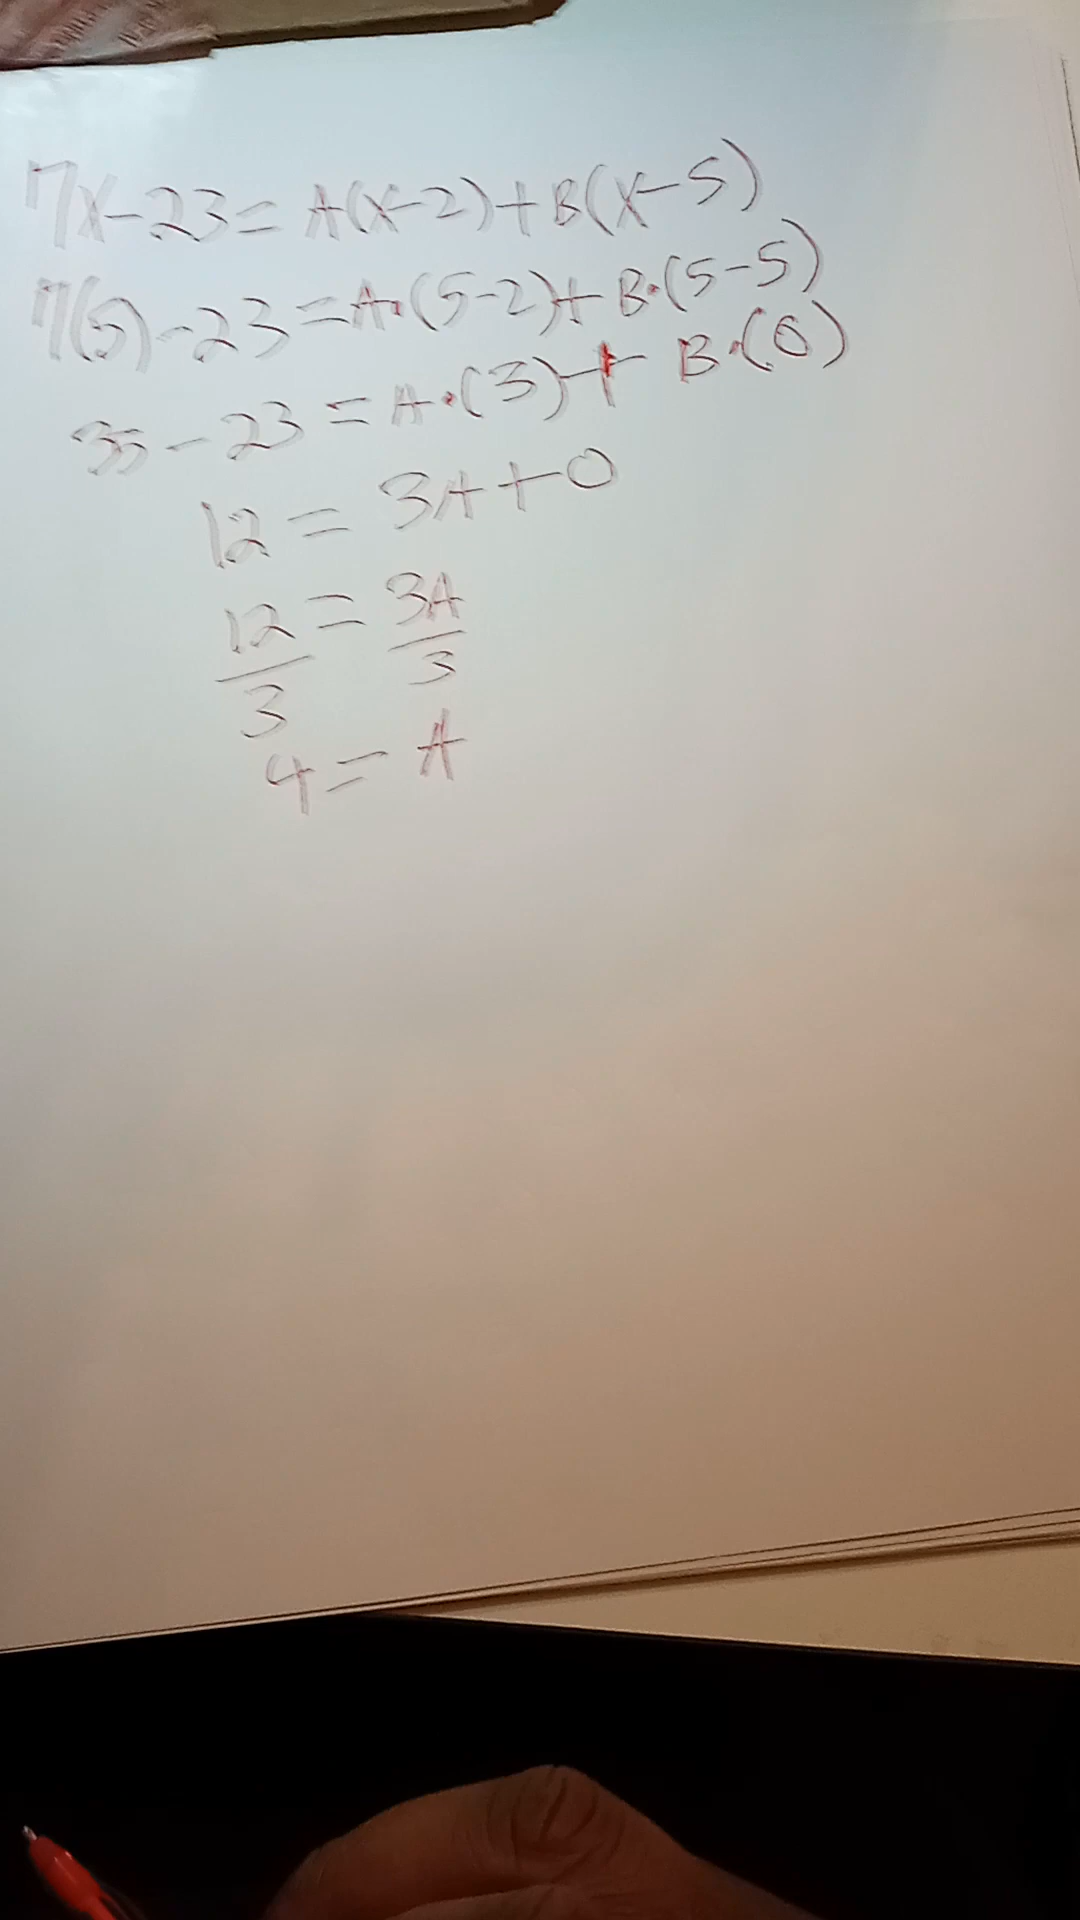 7x-23=A(x-2)+B(x-5)
7(5)-23=A·(5-2)+B·(5-5)
35-23=A·(3)+B·(0)
12=3A+0
12/3=3A/3
4=A